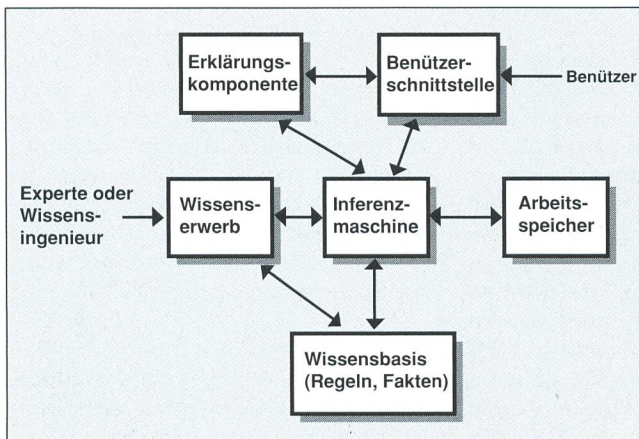 Erklärungs-
komponente
Benützer-
schnittstelle
Benützer
Experte oder
Wissens-
ingenieur
Wissens-
erwerb
Inferenz-
maschine
Arbeits-
speicher
Wissensbasis
(Regeln, Fakten)